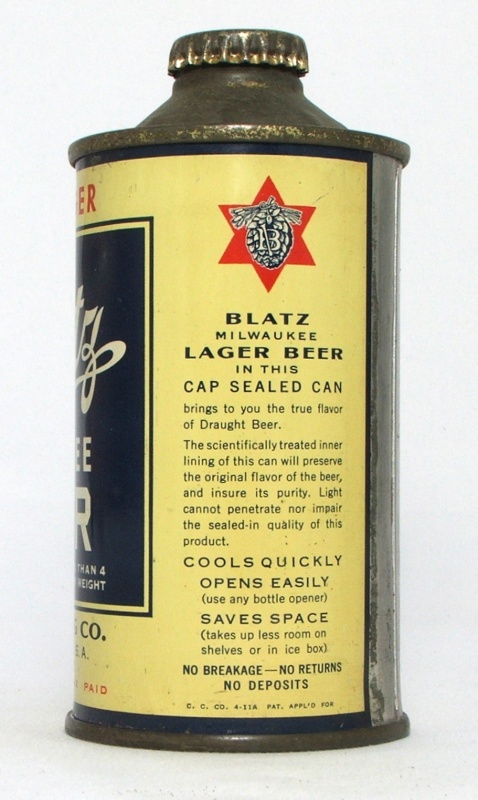 ER
tz
EE
R
THAN 4
WEIGHT
CO.
S. A.
PAID
B
BLATZ
MILWAUKEE
LAGER BEER
IN THIS
CAP SEALED CAN
brings to you the true flavor
of Draught Beer.
The scientifically treated inner
lining of this can will preserve
the original flavor of the beer,
and insure its purity. Light
cannot penetrate nor impair
the sealed-in quality of this
product.
COOLS QUICKLY
OPENS EASILY
(use any bottle opener)
SAVES SPACE
(takes up less room on
shelves or in ice box)
NO BREAKAGE—NO RETURNS
NO DEPOSITS
C. C. CO. 4-11A PAT. APPL'D FOR